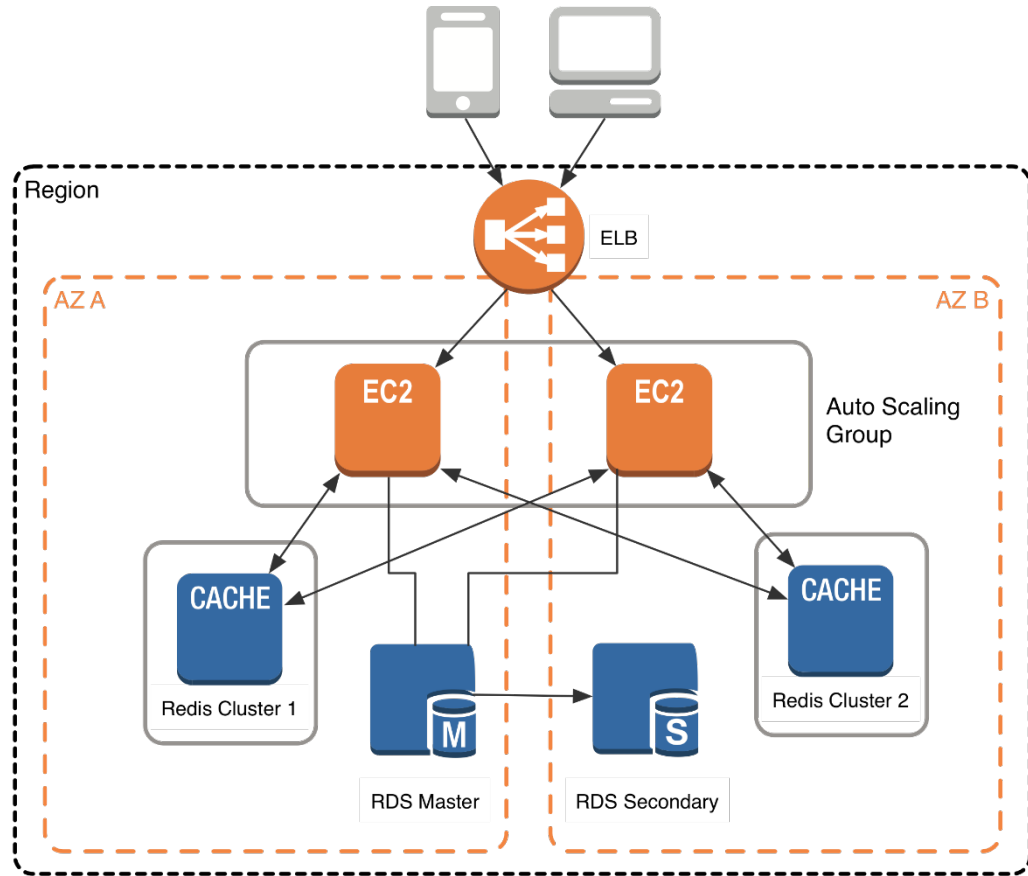 Region
ELB
AZ A
AZ B
EC2
EC2
Auto Scaling
Group
CACHE
CACHE
Redis Cluster 1
Redis Cluster 2
M
S
RDS Master
RDS Secondary